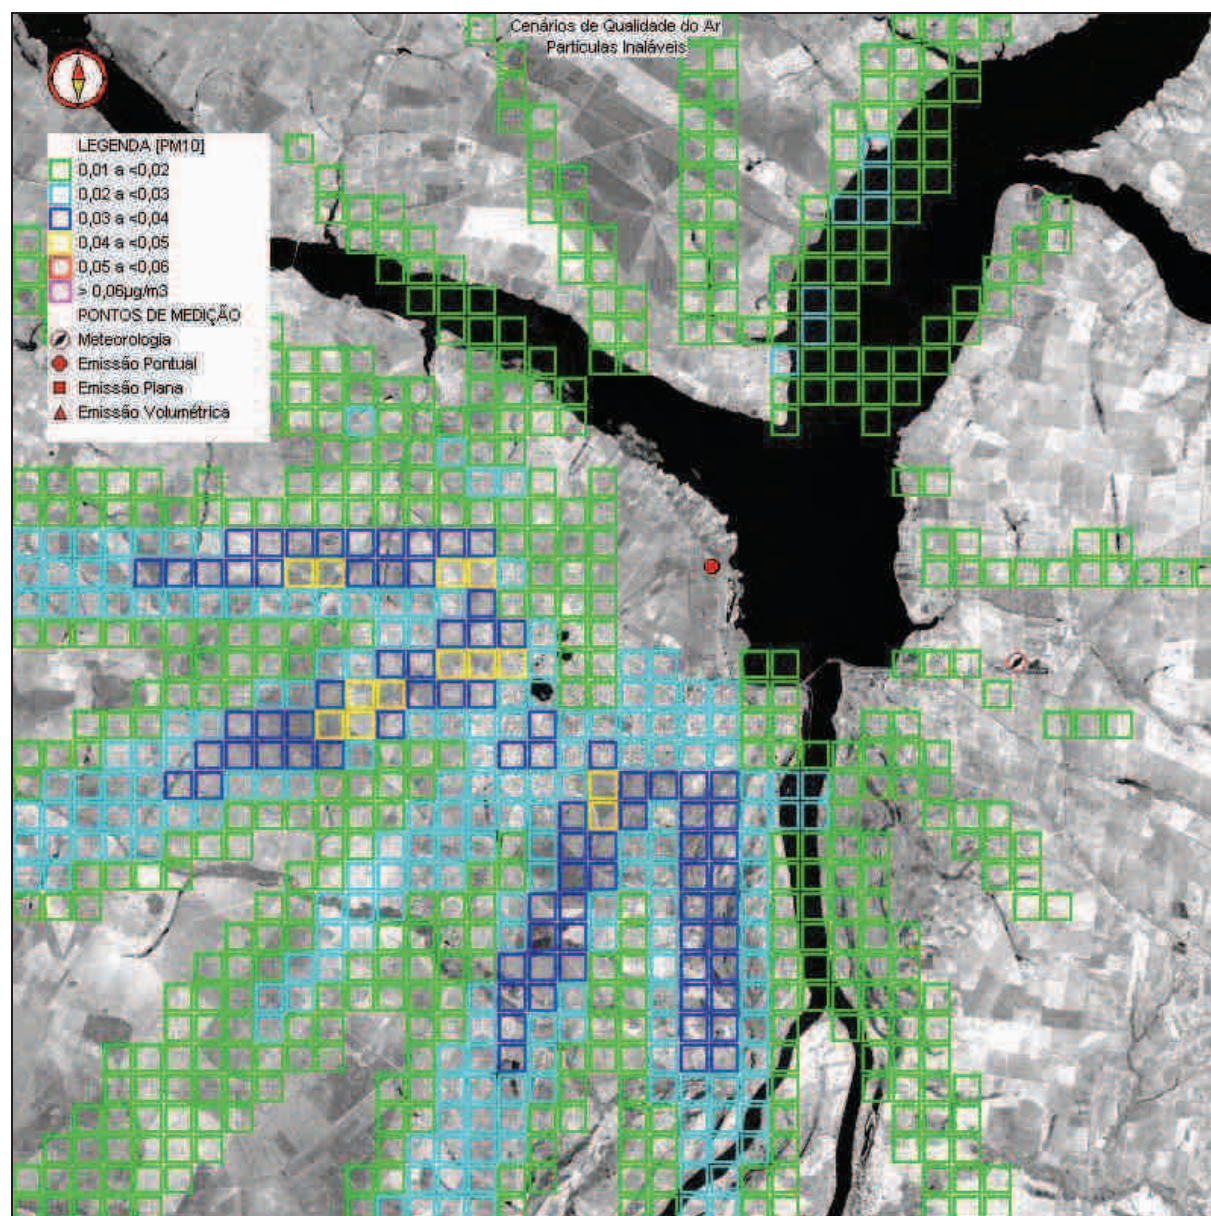 Cenários de Qualidade do Ar
Partículas Inaláveis
LEGENDA [PM10]
0,01 a <0,02
0,02 a <0,03
0,03 a <0,04
0,04 a <0,05
0,05 a <0,06
> 0,06µg/m3
PONTOS DE MEDIÇÃO
Meteorologia
Emissão Pontual
Emissão Plana
Emissão Volumétrica